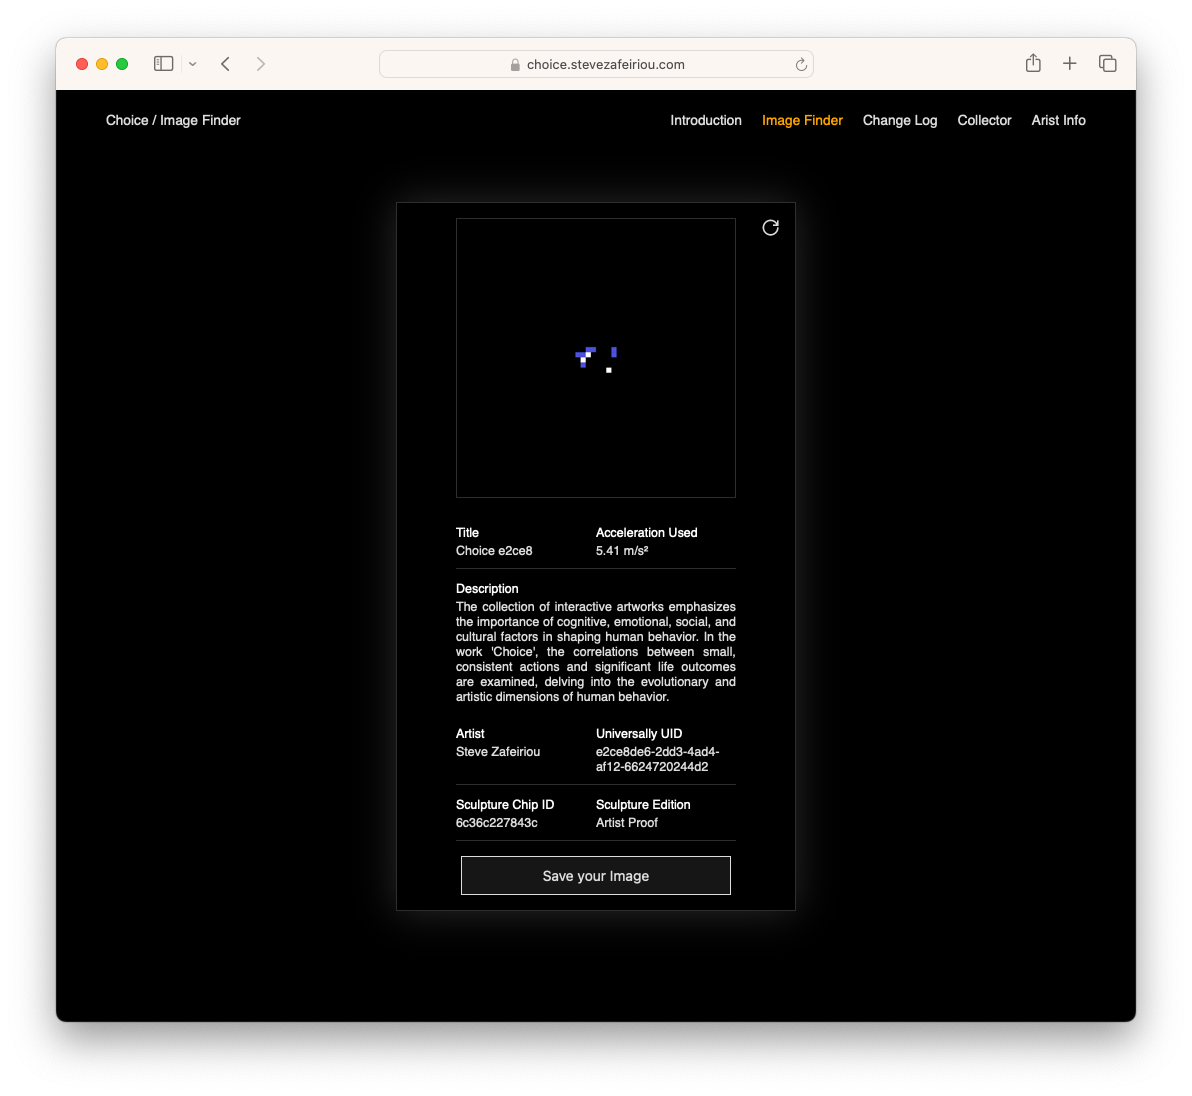 choice.stevezafeiriou.com
Choice / Image Finder
Introduction
Image Finder
Change Log
Collector
Arist Info
Title
Acceleration Used
Choice e2ce8
5.41 m/s²
Description
The collection of interactive artworks emphasizes
the importance of cognitive, emotional, social, and
cultural factors in shaping human behavior. In the
work 'Choice', the correlations between small,
consistent actions and significant life outcomes
are examined, delving into the evolutionary and
artistic dimensions of human behavior.
Artist
Universally UID
Steve Zafeiriou
e2ce8de6-2dd3-4ad4-
af12-6624720244d2
Sculpture Chip ID
Sculpture Edition
6c36c227843c
Artist Proof
Save your Image